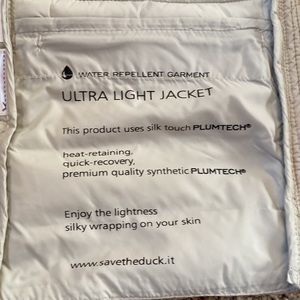 WATER REPELLENT GARMENT
ULTRA LIGHT JACKET
This product uses silk touch PLUMTECH®
heat-retaining,
quick-recovery,
premium quality synthetic PLUMTECH®
Enjoy the lightness
silky wrapping on your skin
www.savetheduck.it